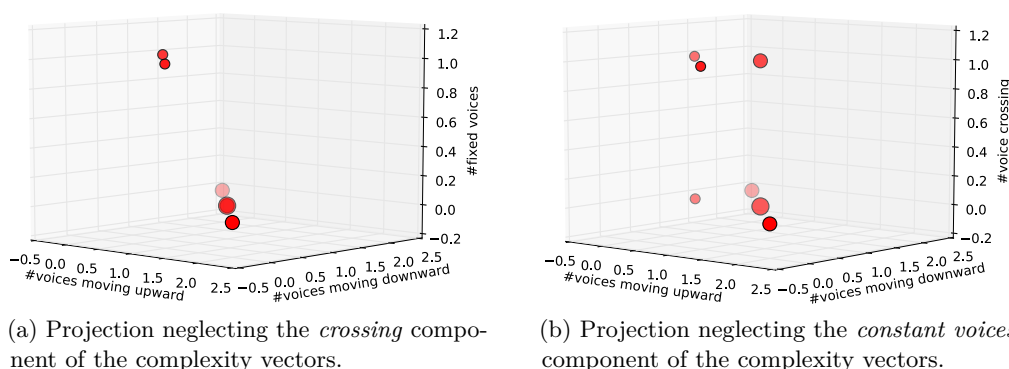 1.2
1.0
0.8
0.6
0.4
0.2
0.0
−0.2
#fixed voices
−0.5 0.0 0.5 1.0 1.5 2.0 2.5
#voices moving upward
−0.5 0.0 0.5 1.0 1.5 2.0 2.5
#voices moving downward
1.2
1.0
0.8
0.6
0.4
0.2
0.0
−0.2
#voice crossing
−0.5 0.0 0.5 1.0 1.5 2.0 2.5
#voices moving upward
−0.5 0.0 0.5 1.0 1.5 2.0 2.5
#voices moving downward
(a) Projection neglecting the crossing compo-
nent of the complexity vectors.
(b) Projection neglecting the constant voice
component of the complexity vectors.